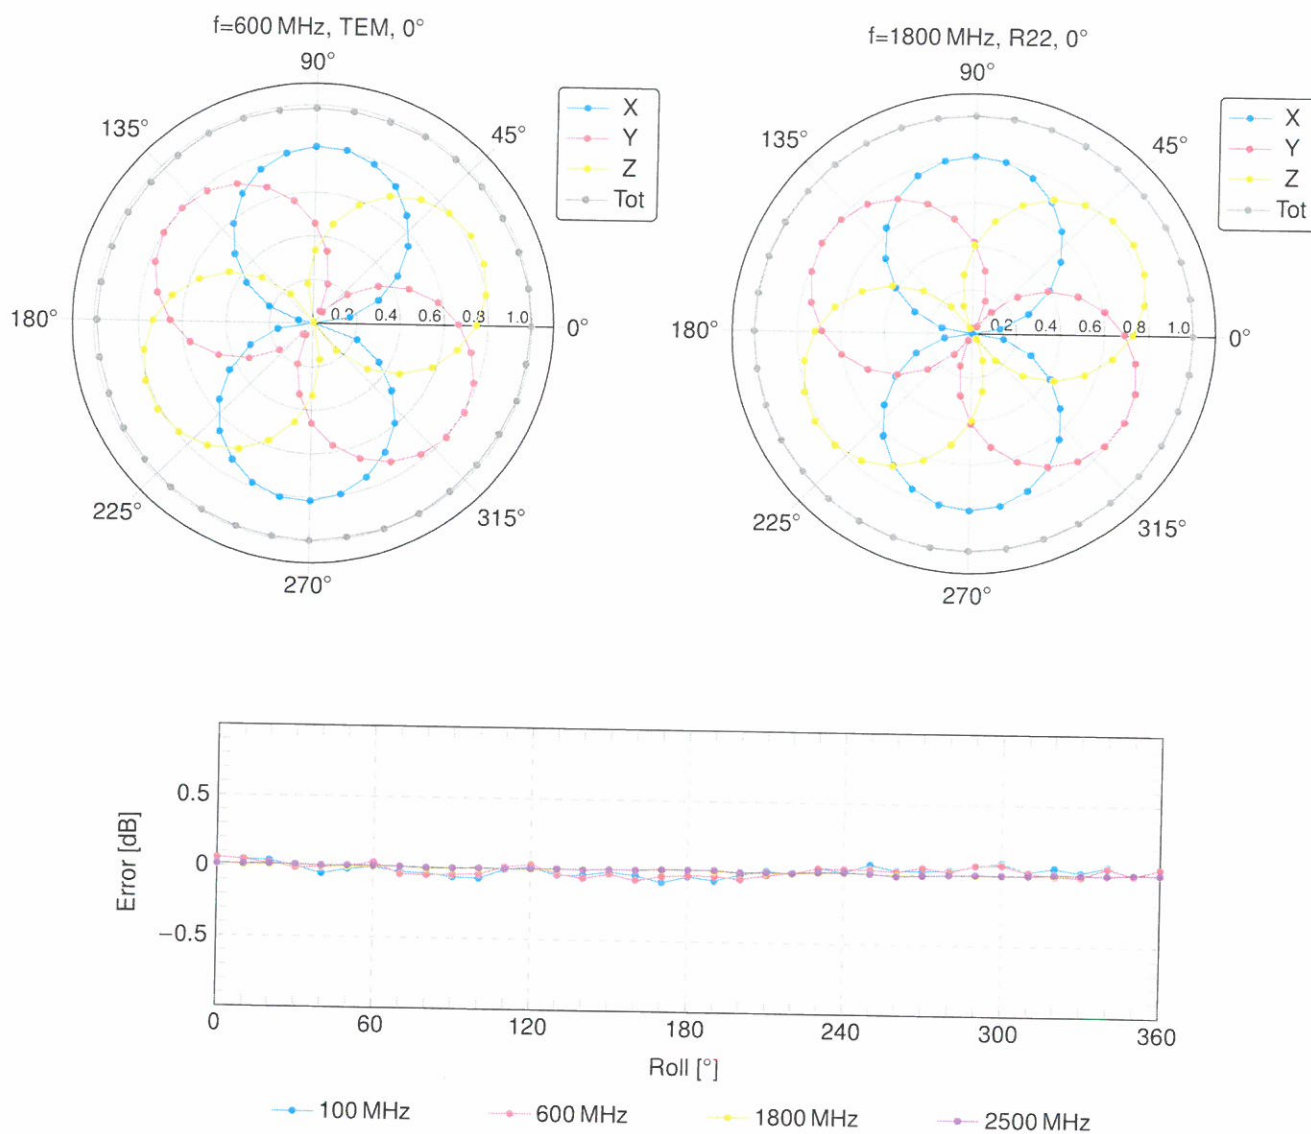 f=600 MHz, TEM, 0°
90°
135°
45°
180°
0.2 0.4 0.6 0.8 1.0
0°
225°
315°
270°
X
Y
Z
Tot
f=1800 MHz, R22, 0°
90°
135°
45°
180°
0.2 0.4 0.6 0.8 1.0
0°
225°
315°
270°
X
Y
Z
Tot
Error [dB]
0.5
0
−0.5
0 60 120 180 240 300 360
Roll [°]
100 MHz 600 MHz 1800 MHz 2500 MHz